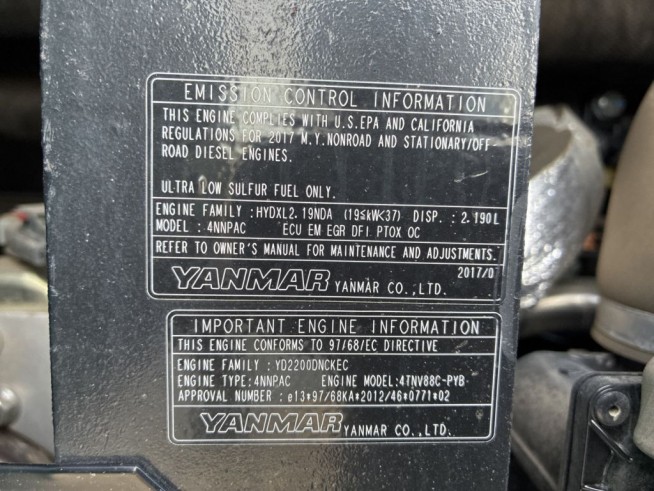 EMISSION CONTROL INFORMATION
THIS ENGINE COMPLIES WITH U.S.EPA AND CALIFORNIA
REGULATIONS FOR 2017 M.Y.NONROAD AND STATIONARY/OFF-
ROAD DIESEL ENGINES.
ULTRA LOW SULFUR FUEL ONLY.
ENGINE FAMILY :HYDXL2.19NDA (19≤kW<37) DISP. : 2.190L
MODEL : 4NNPAC ECU EM EGR DFI PTOX OC
REFER TO OWNER'S MANUAL FOR MAINTENANCE AND ADJUSTMENTS.
2017/0
YANMAR YANMAR CO.,LTD.
IMPORTANT ENGINE INFORMATION
THIS ENGINE CONFORMS TO 97/68/EC DIRECTIVE
ENGINE FAMILY : YD2200DNCKEC
ENGINE TYPE:4NNPAC ENGINE MODEL:4TNV88C-PYB
APPROVAL NUMBER : e13*97/68KA*2012/46*0771*02
YANMAR YANMAR CO.,LTD.